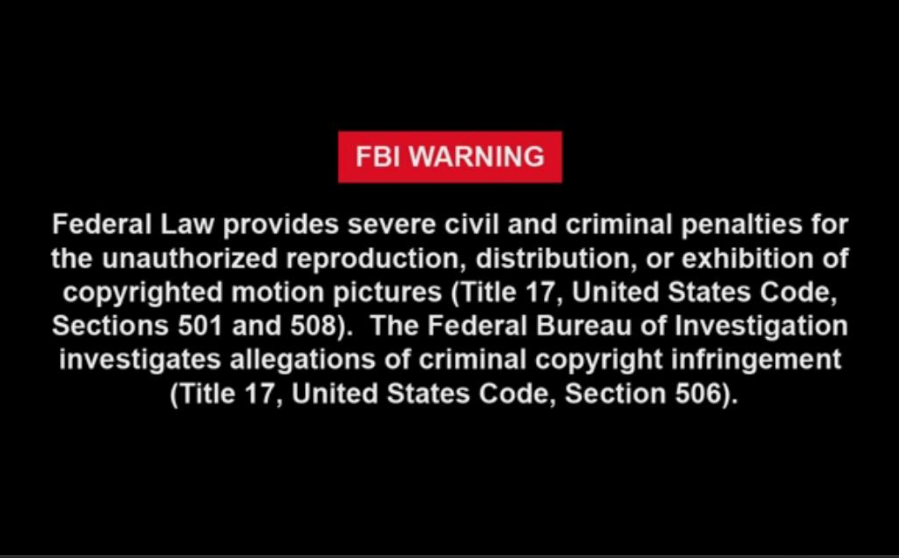 FBI WARNING
Federal Law provides severe civil and criminal penalties for
the unauthorized reproduction, distribution, or exhibition of
copyrighted motion pictures (Title 17, United States Code,
Sections 501 and 508).  The Federal Bureau of Investigation
investigates allegations of criminal copyright infringement
(Title 17, United States Code, Section 506).